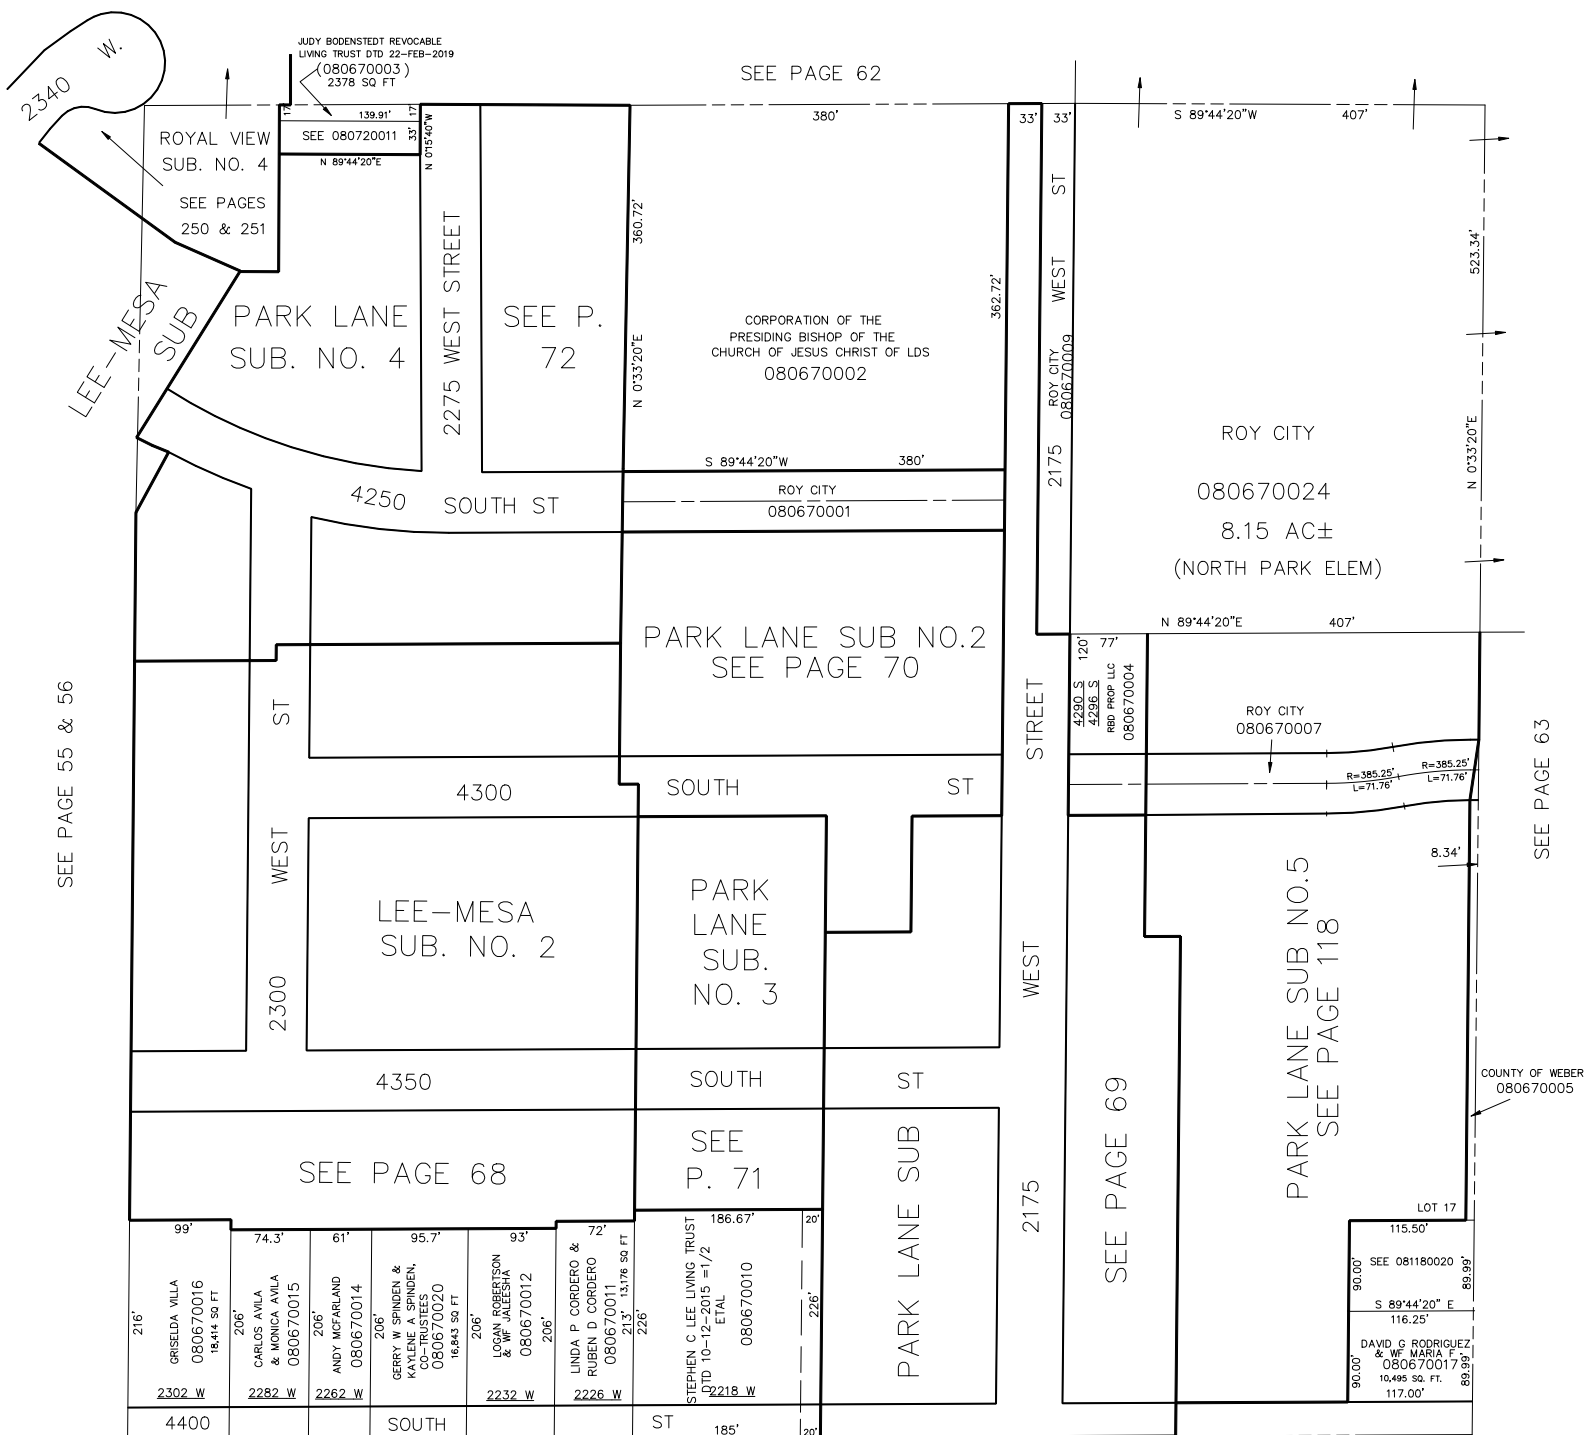 2340
W.
JUDY BODENSTEDT REVOCABLE
LIVING TRUST DTD 22-FEB-2019
(080670003)
2378 SQ FT
SEE PAGE 62
17'
139.91'
17'
SEE 080720011
33'
N 89°44'20"E
N 0°15'40"W
ROYAL VIEW
SUB. NO. 4
SEE PAGES
250 & 251
380'
33'
33'
S 89°44'20"W
407'
LEE-MESA
SUB
PARK LANE
SUB. NO. 4
2275 WEST STREET
SEE P.
72
360.72'
N 0°33'20"E
CORPORATION OF THE
PRESIDING BISHOP OF THE
CHURCH OF JESUS CHRIST OF LDS
080670002
362.72'
2175
WEST
ST
ROY CITY
080670009
523.34'
N 0°33'20"E
ROY CITY
080670024
8.15 AC±
(NORTH PARK ELEM)
S 89°44'20"W
380'
4250
SOUTH ST
ROY CITY
080670001
N 89°44'20"E
407'
PARK LANE SUB NO.2
SEE PAGE 70
120'
77'
4290 S
4296 S
RBD PROP LLC
080670004
ROY CITY
080670007
R=385.25'
L=71.76'
R=385.25'
L=71.76'
SEE PAGE 55 & 56
SEE PAGE 63
2300
WEST
ST
4300
SOUTH
ST
STREET
WEST
2175
8.34'
LEE-MESA
SUB. NO. 2
PARK
LANE
SUB.
NO. 3
PARK LANE SUB NO.5
SEE PAGE 118
4350
SOUTH
ST
COUNTY OF WEBER
080670005
SEE PAGE 69
SEE PAGE 68
SEE
P. 71
PARK LANE SUB
LOT 17
99'
216'
GRISELDA VILLA
080670016
18,414 SQ FT
2302 W
74.3'
206'
CARLOS AVILA
& MONICA AVILA
080670015
2282 W
61'
206'
ANDY MCFARLAND
080670014
2262 W
95.7'
206'
GERRY W SPINDEN &
KAYLENE A SPINDEN,
CO-TRUSTEES
080670020
16,843 SQ FT
93'
206'
LOGAN ROBERTSON
& WF JALEESHA
080670012
206'
2232 W
72'
LINDA P CORDERO &
RUBEN D CORDERO
080670011
213'
13,176 SQ FT
2226 W
186.67'
20'
226'
STEPHEN C LEE LIVING TRUST
DTD 10-12-2015 =1/2
ETAL
080670010
226'
2218 W
115.50'
90.00'
SEE 081180020
89.99'
S 89°44'20" E
116.25'
90.00'
DAVID G RODRIGUEZ
& WF MARIA F
080670017
10,495 SQ. FT.
89.99'
117.00'
4400
SOUTH
ST
185'
20'